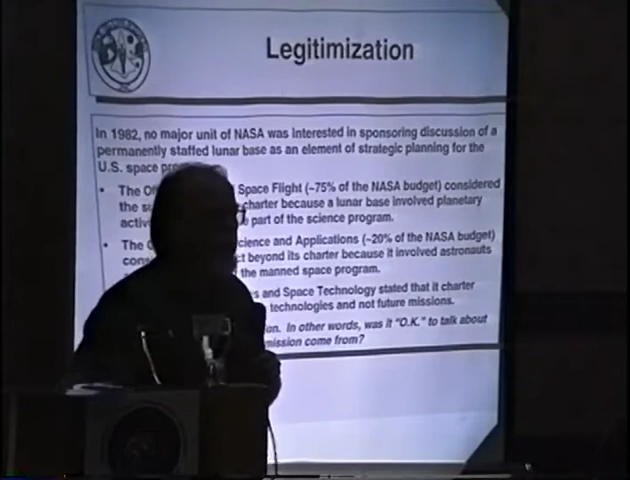 Legitimization
In 1982, no major unit of NASA was interested in sponsoring discussion of a
permanently staffed lunar base as an element of strategic planning for the
U.S. space
• The Space Flight (~75% of the NASA budget) considered
the charter because a lunar base involved planetary
part of the science program.
• The cience and Applications (~20% of the NASA budget)
beyond its charter because it involved astronauts
the manned space program.
s and Space Technology stated that it charter
technologies and not future missions.
In other words, was it "O.K." to talk about
mission come from?